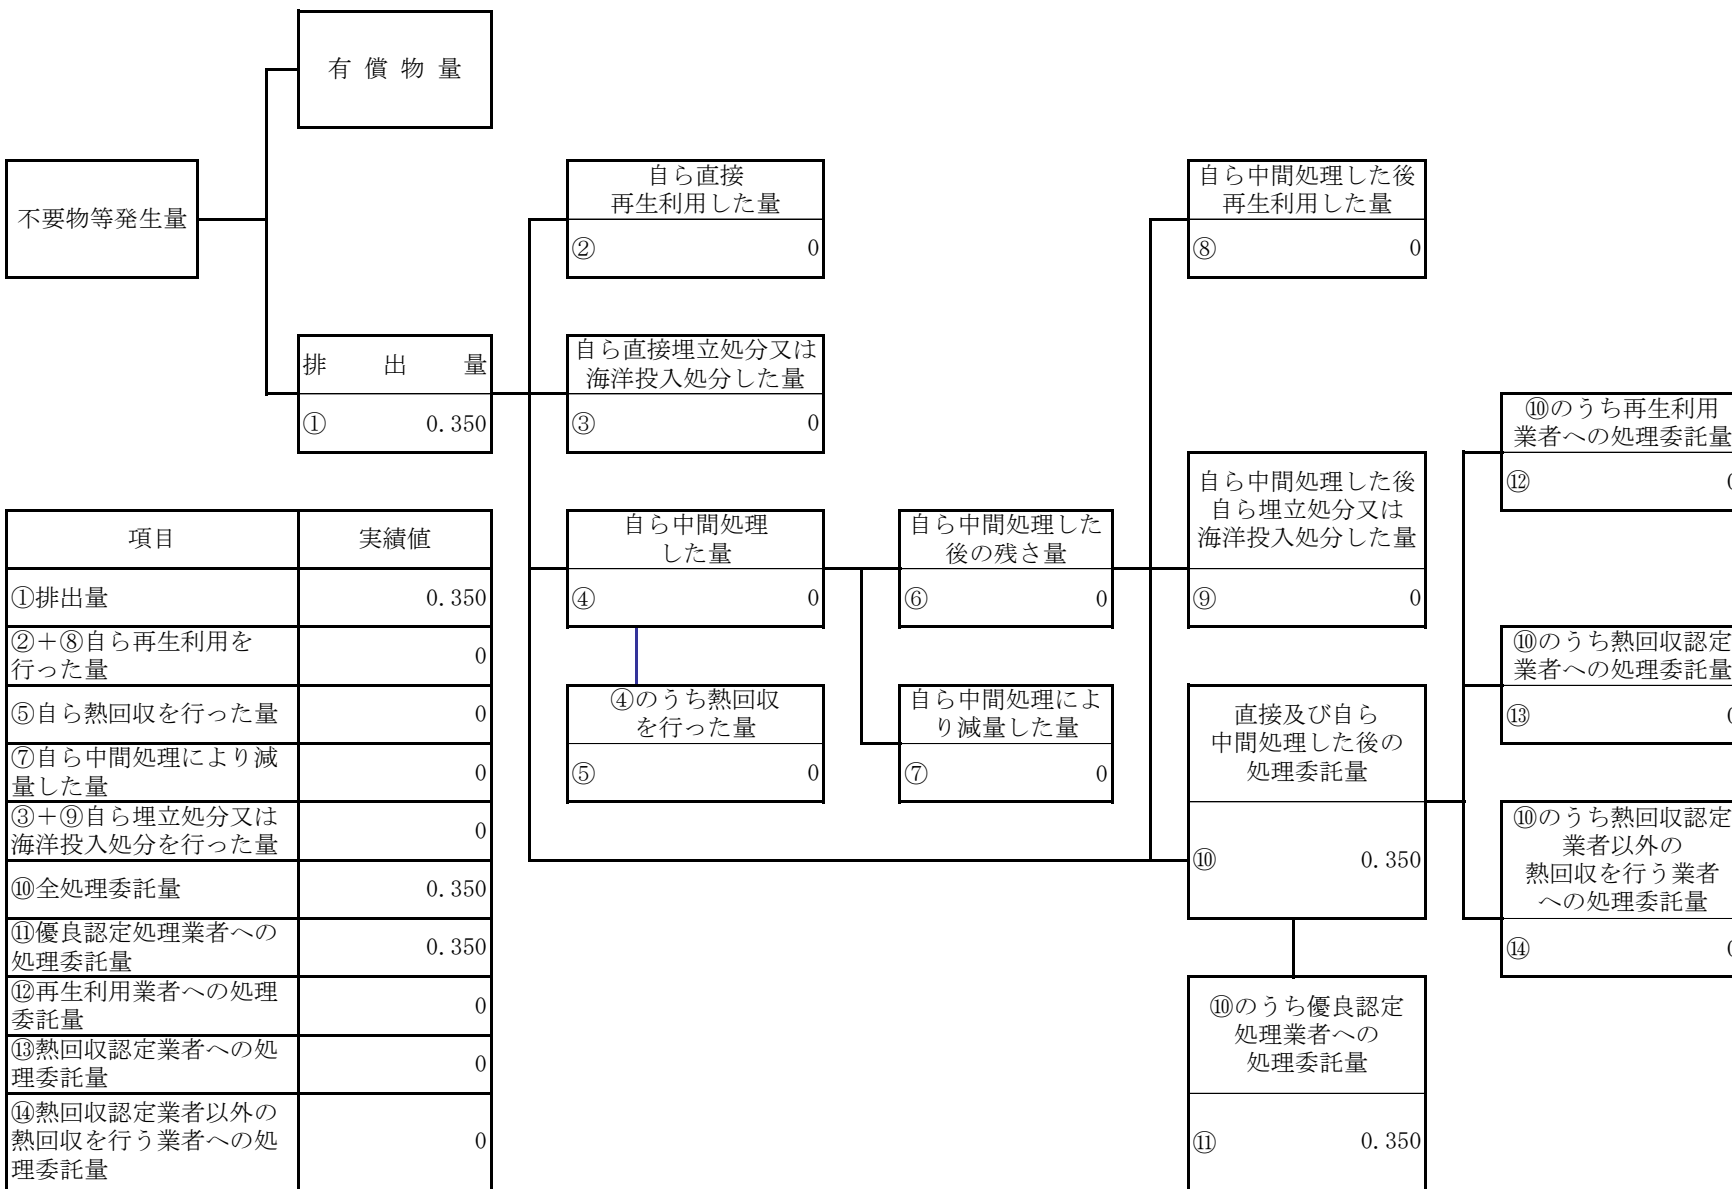 有 償 物 量
不要物等発生量
自ら直接
再生利用した量
② 0
自ら中間処理した後
再生利用した量
⑧ 0
排 出 量
① 0.350
自ら直接埋立処分又は
海洋投入処分した量
③ 0
⑩のうち再生利用
業者への処理委託量
⑫ 0
自ら中間処理した後
自ら埋立処分又は
海洋投入処分した量
⑨ 0
自ら中間処理
した量
④ 0
自ら中間処理した
後の残さ量
⑥ 0
⑩のうち熱回収認定
業者への処理委託量
⑬ 0
④のうち熱回収
を行った量
⑤ 0
自ら中間処理によ
り減量した量
⑦ 0
直接及び自ら
中間処理した後の
処理委託量
⑩ 0.350
⑩のうち熱回収認定
業者以外の
熱回収を行う業者
への処理委託量
⑭ 0
⑩のうち優良認定
処理業者への
処理委託量
⑪ 0.350
項目 実績値
①排出量 0.350
②＋⑧自ら再生利用を
行った量 0
⑤自ら熱回収を行った量 0
⑦自ら中間処理により減
量した量 0
③＋⑨自ら埋立処分又は
海洋投入処分を行った量 0
⑩全処理委託量 0.350
⑪優良認定処理業者への
処理委託量 0.350
⑫再生利用業者への処理
委託量 0
⑬熱回収認定業者への処
理委託量 0
⑭熱回収認定業者以外の
熱回収を行う業者への処
理委託量 0